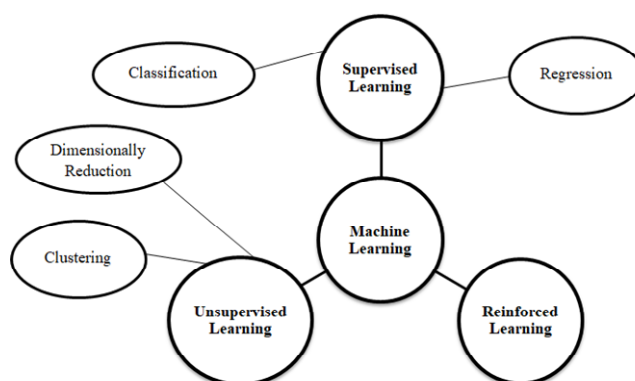 Classification
Supervised
Learning
Regression
Dimensionally
Reduction
Clustering
Machine
Learning
Unsupervised
Learning
Reinforced
Learning